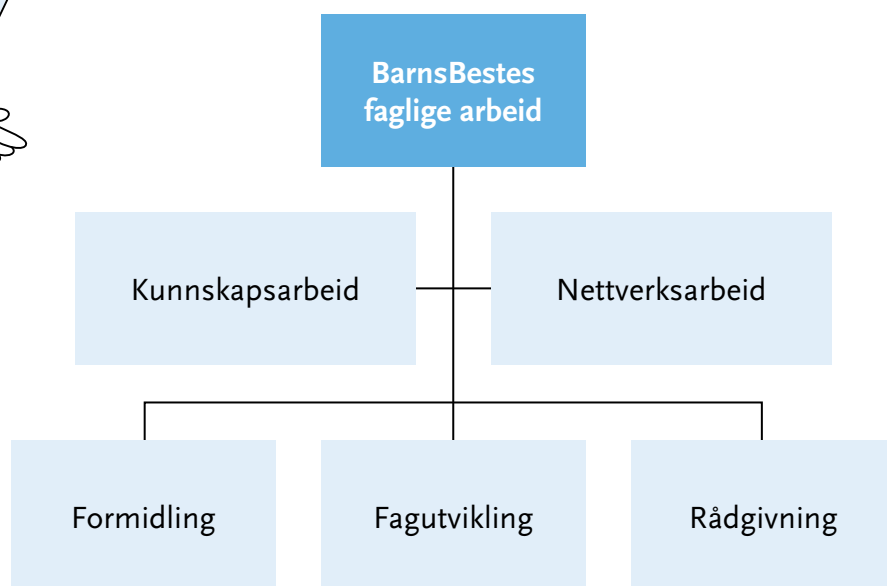 BarnsBestes
faglige arbeid
Kunnskapsarbeid
Nettverksarbeid
Formidling
Fagutvikling
Rådgivning